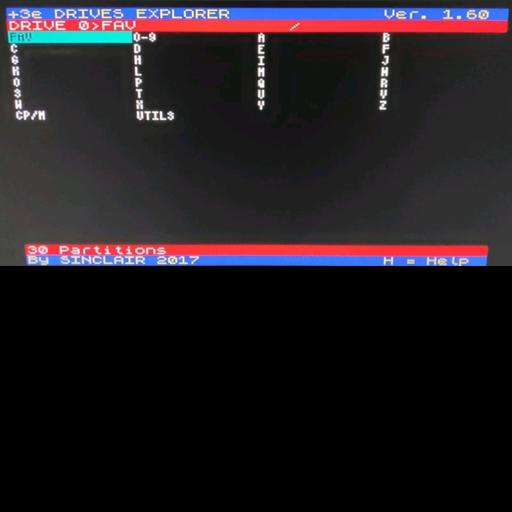 +3e DRIVES EXPLORER Ver. 1.60
DRIVE 0>FAV /
FAV 0-9 A B
C D E F
G H I J
K L M N
O P Q R
S T U V
W X Y Z
CP/M UTILS
30 Partitions
By SINCLAIR 2017 H = Help